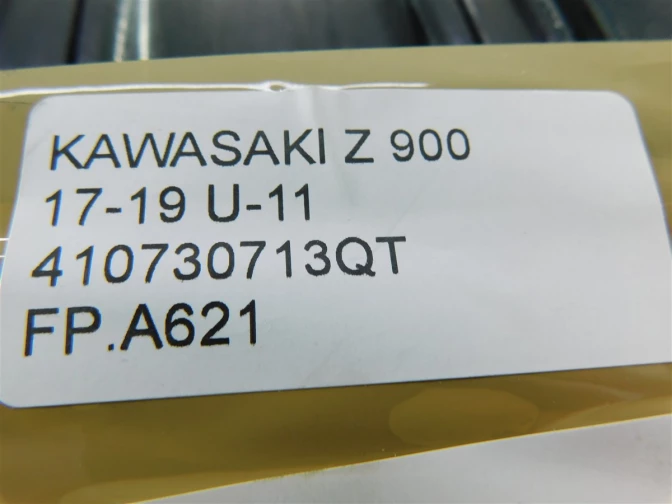 KAWASAKI Z 900
17-19 U-11
410730713QT
FP.A621